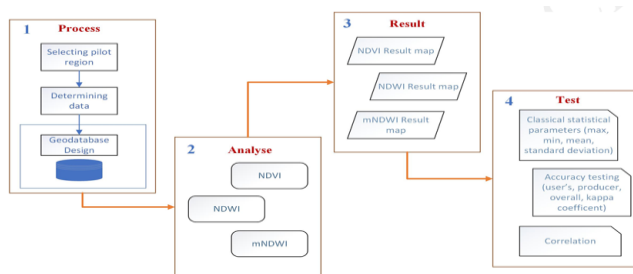 1 Process
Selecting pilot
region
Determining
data
Geodatabase
Design
2 Analyse
NDVI
NDWI
mNDWI
3 Result
NDVI Result map
NDWI Result map
mNDWI Result
map
4 Test
Classical statistical
parameters (max,
min, mean,
standard deviation)
Accuracy testing
(user's, producer,
overall, kappa
coefficent)
Correlation